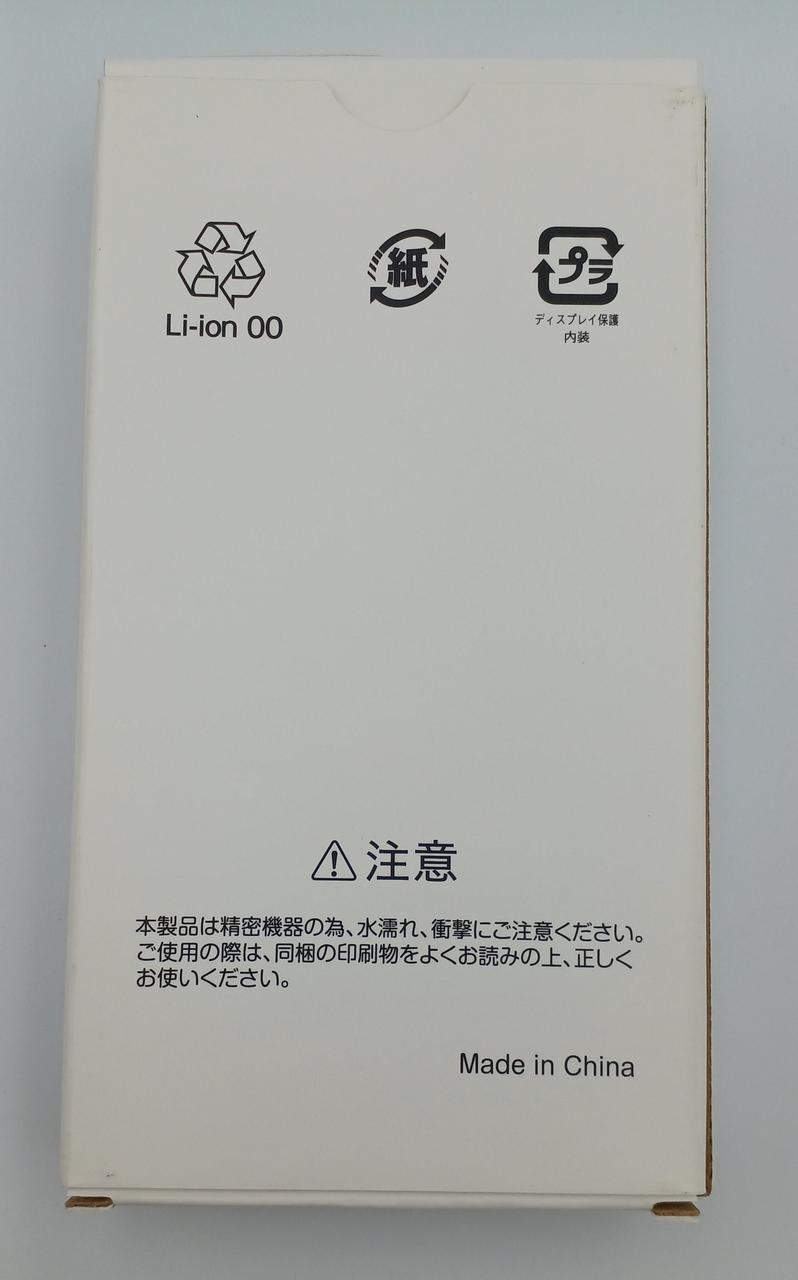 Li-ion 00
紙
プラ
ディスプレイ保護
内装
注意
本製品は精密機器の為、水濡れ、衝撃にご注意ください。
ご使用の際は、同梱の印刷物をよくお読みの上、正しく
お使いください。
Made in China